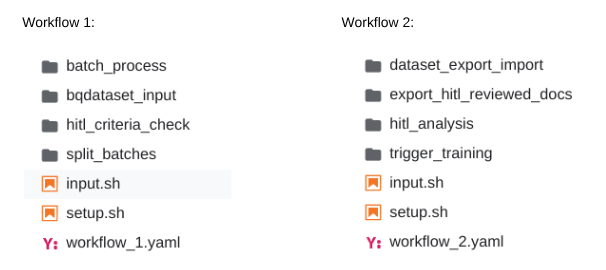 Workflow 1:
batch_process
bqdataset_input
hitl_criteria_check
split_batches
input.sh
setup.sh
Y: workflow_1.yaml
Workflow 2:
dataset_export_import
export_hitl_reviewed_docs
hitl_analysis
trigger_training
input.sh
setup.sh
Y: workflow_2.yaml